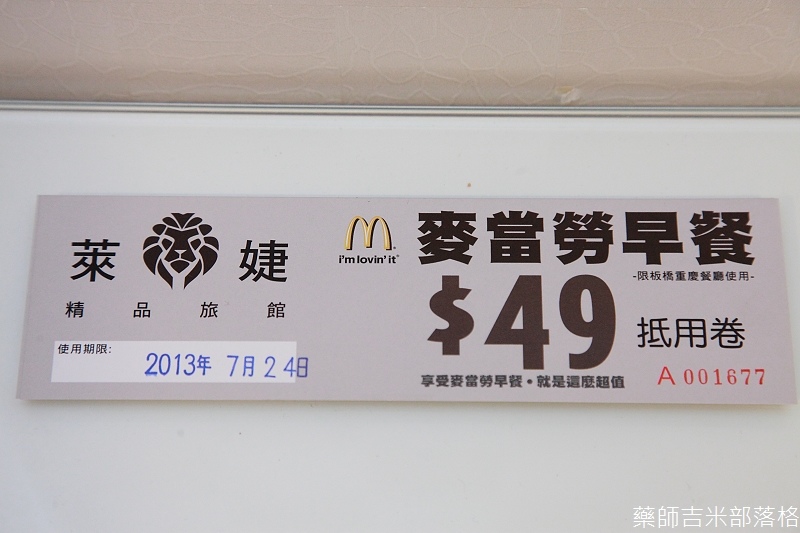 萊婕
精品旅館
使用期限:
2013年 7月24日
M
i'm lovin' it®
麥當勞早餐
-限板橋重慶餐廳使用-
$49 抵用卷
享受麥當勞早餐•就是這麼超值
A 001677
藥師吉米部落格